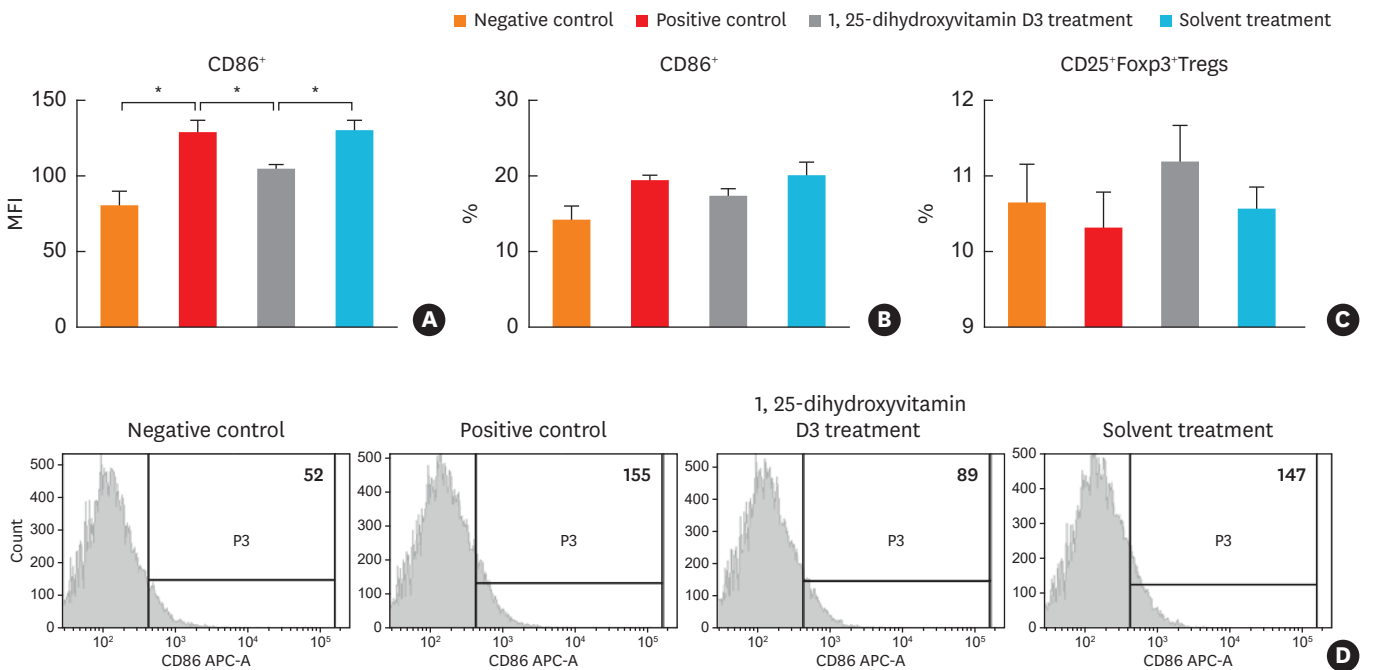 Negative control Positive control 1, 25-dihydroxyvitamin D3 treatment Solvent treatment
CD86⁺
150
100
50
0
MFI
* * *
A
CD86⁺
30
20
10
0
%
B
CD25⁺Foxp3⁺Tregs
12
11
10
9
%
C
Negative control
500
400
300
200
100
0
Count
52
P3
10² 10³ 10⁴ 10⁵
CD86 APC-A
Positive control
500
400
300
200
100
0
155
P3
10² 10³ 10⁴ 10⁵
CD86 APC-A
1, 25-dihydroxyvitamin
D3 treatment
500
400
300
200
100
0
89
P3
10² 10³ 10⁴ 10⁵
CD86 APC-A
Solvent treatment
500
400
300
200
100
0
147
P3
10² 10³ 10⁴ 10⁵
CD86 APC-A
D